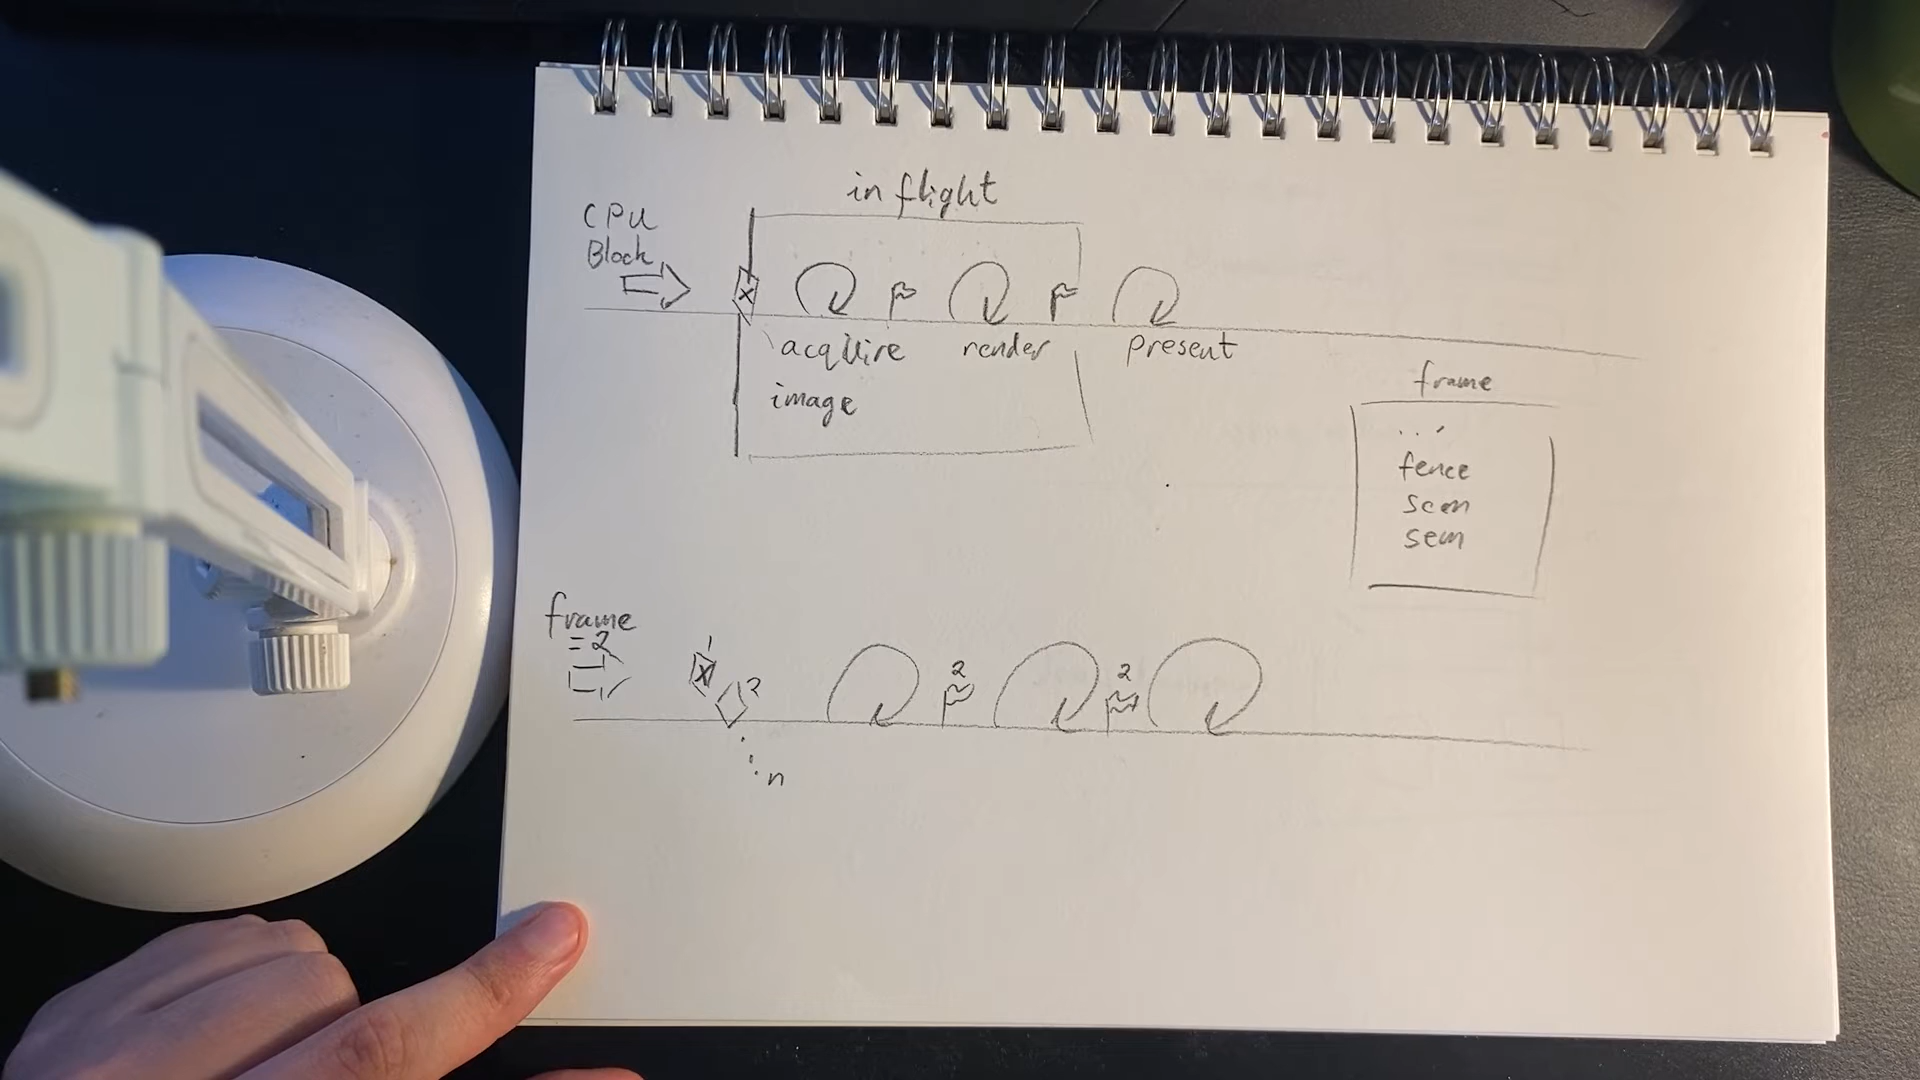 in flight
CPU
Block
x
acquire render present
image
frame
...
fence
sem
sem
frame
= 2
1
x
2
2 2
n